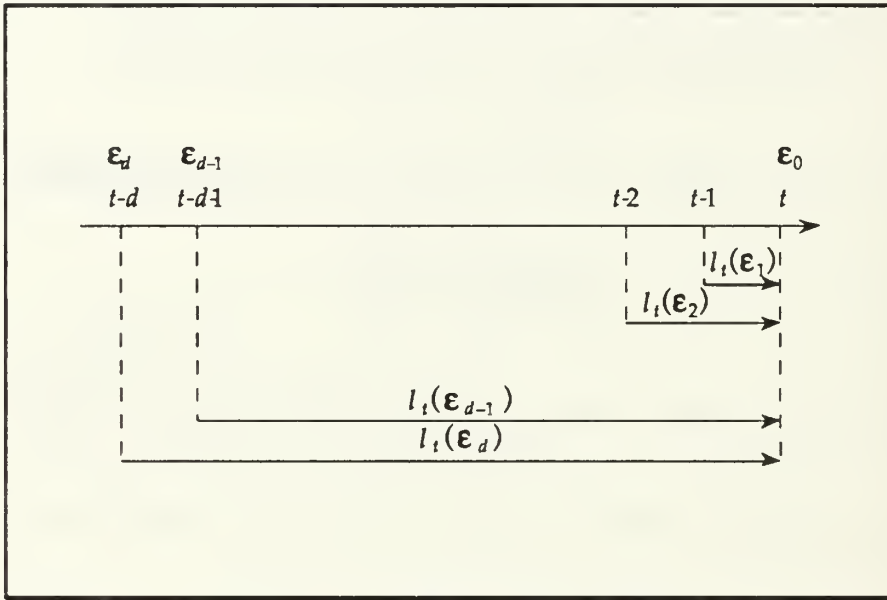 ε_d ε_{d-1} ε_0
t-d t-d-1 t-2 t-1 t
l_t(ε_1)
l_t(ε_2)
l_t(ε_{d-1})
l_t(ε_d)